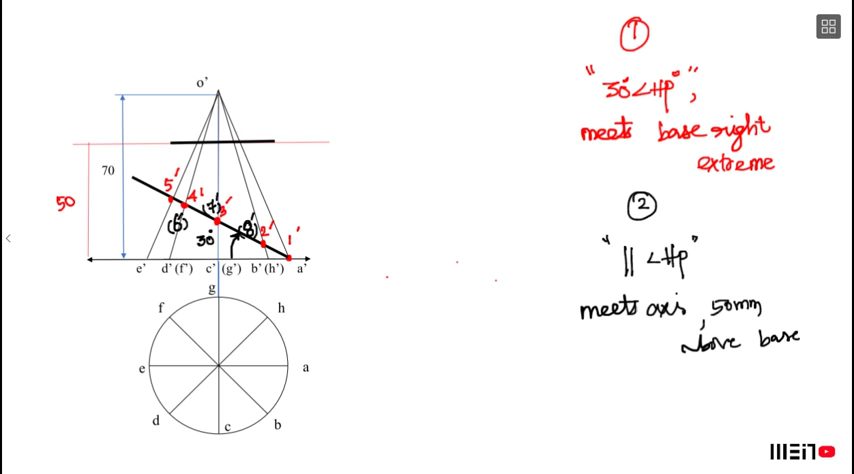 1
"30°∠HP",
meets base right
extreme
2
"|| ∠HP"
meets axis, 50mm
above base
o'
70
50
5'
4'
(6')
(7')
3'
30°
(8')
2'
1'
e' d' (f') c' (g') b' (h') a'
g
f h
e a
d c b